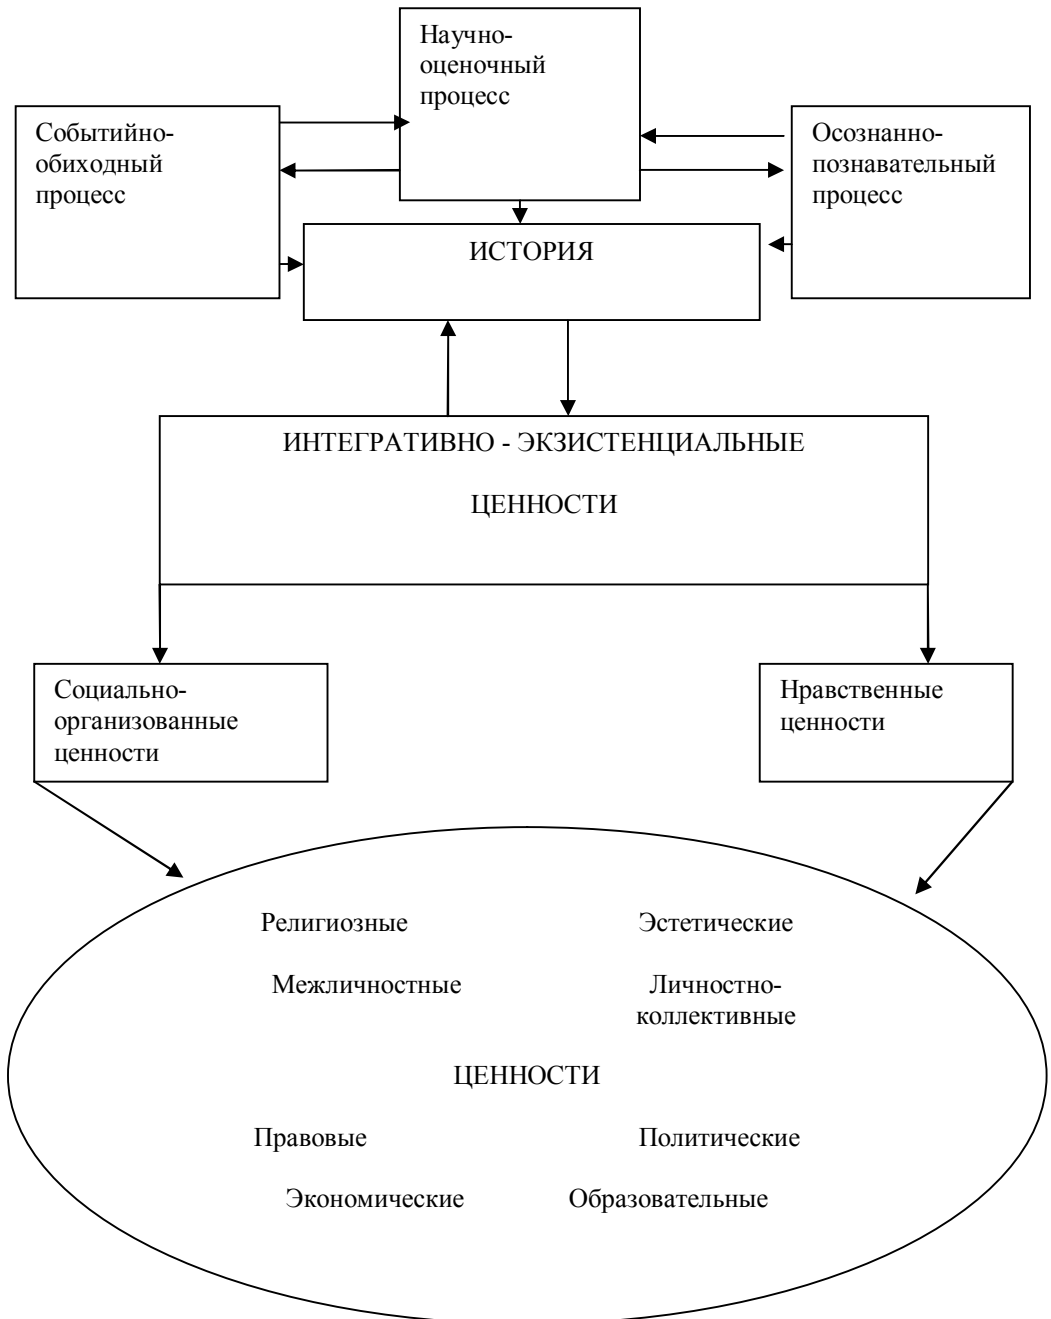 Научно-
оценочный
процесс
Событийно-
обиходный
процесс
Осознанно-
познавательный
процесс
ИСТОРИЯ
ИНТЕГРАТИВНО - ЭКЗИСТЕНЦИАЛЬНЫЕ
ЦЕННОСТИ
Социально-
организованные
ценности
Нравственные
ценности
Религиозные
Эстетические
Межличностные
Личностно-
коллективные
ЦЕННОСТИ
Правовые
Политические
Экономические
Образовательные